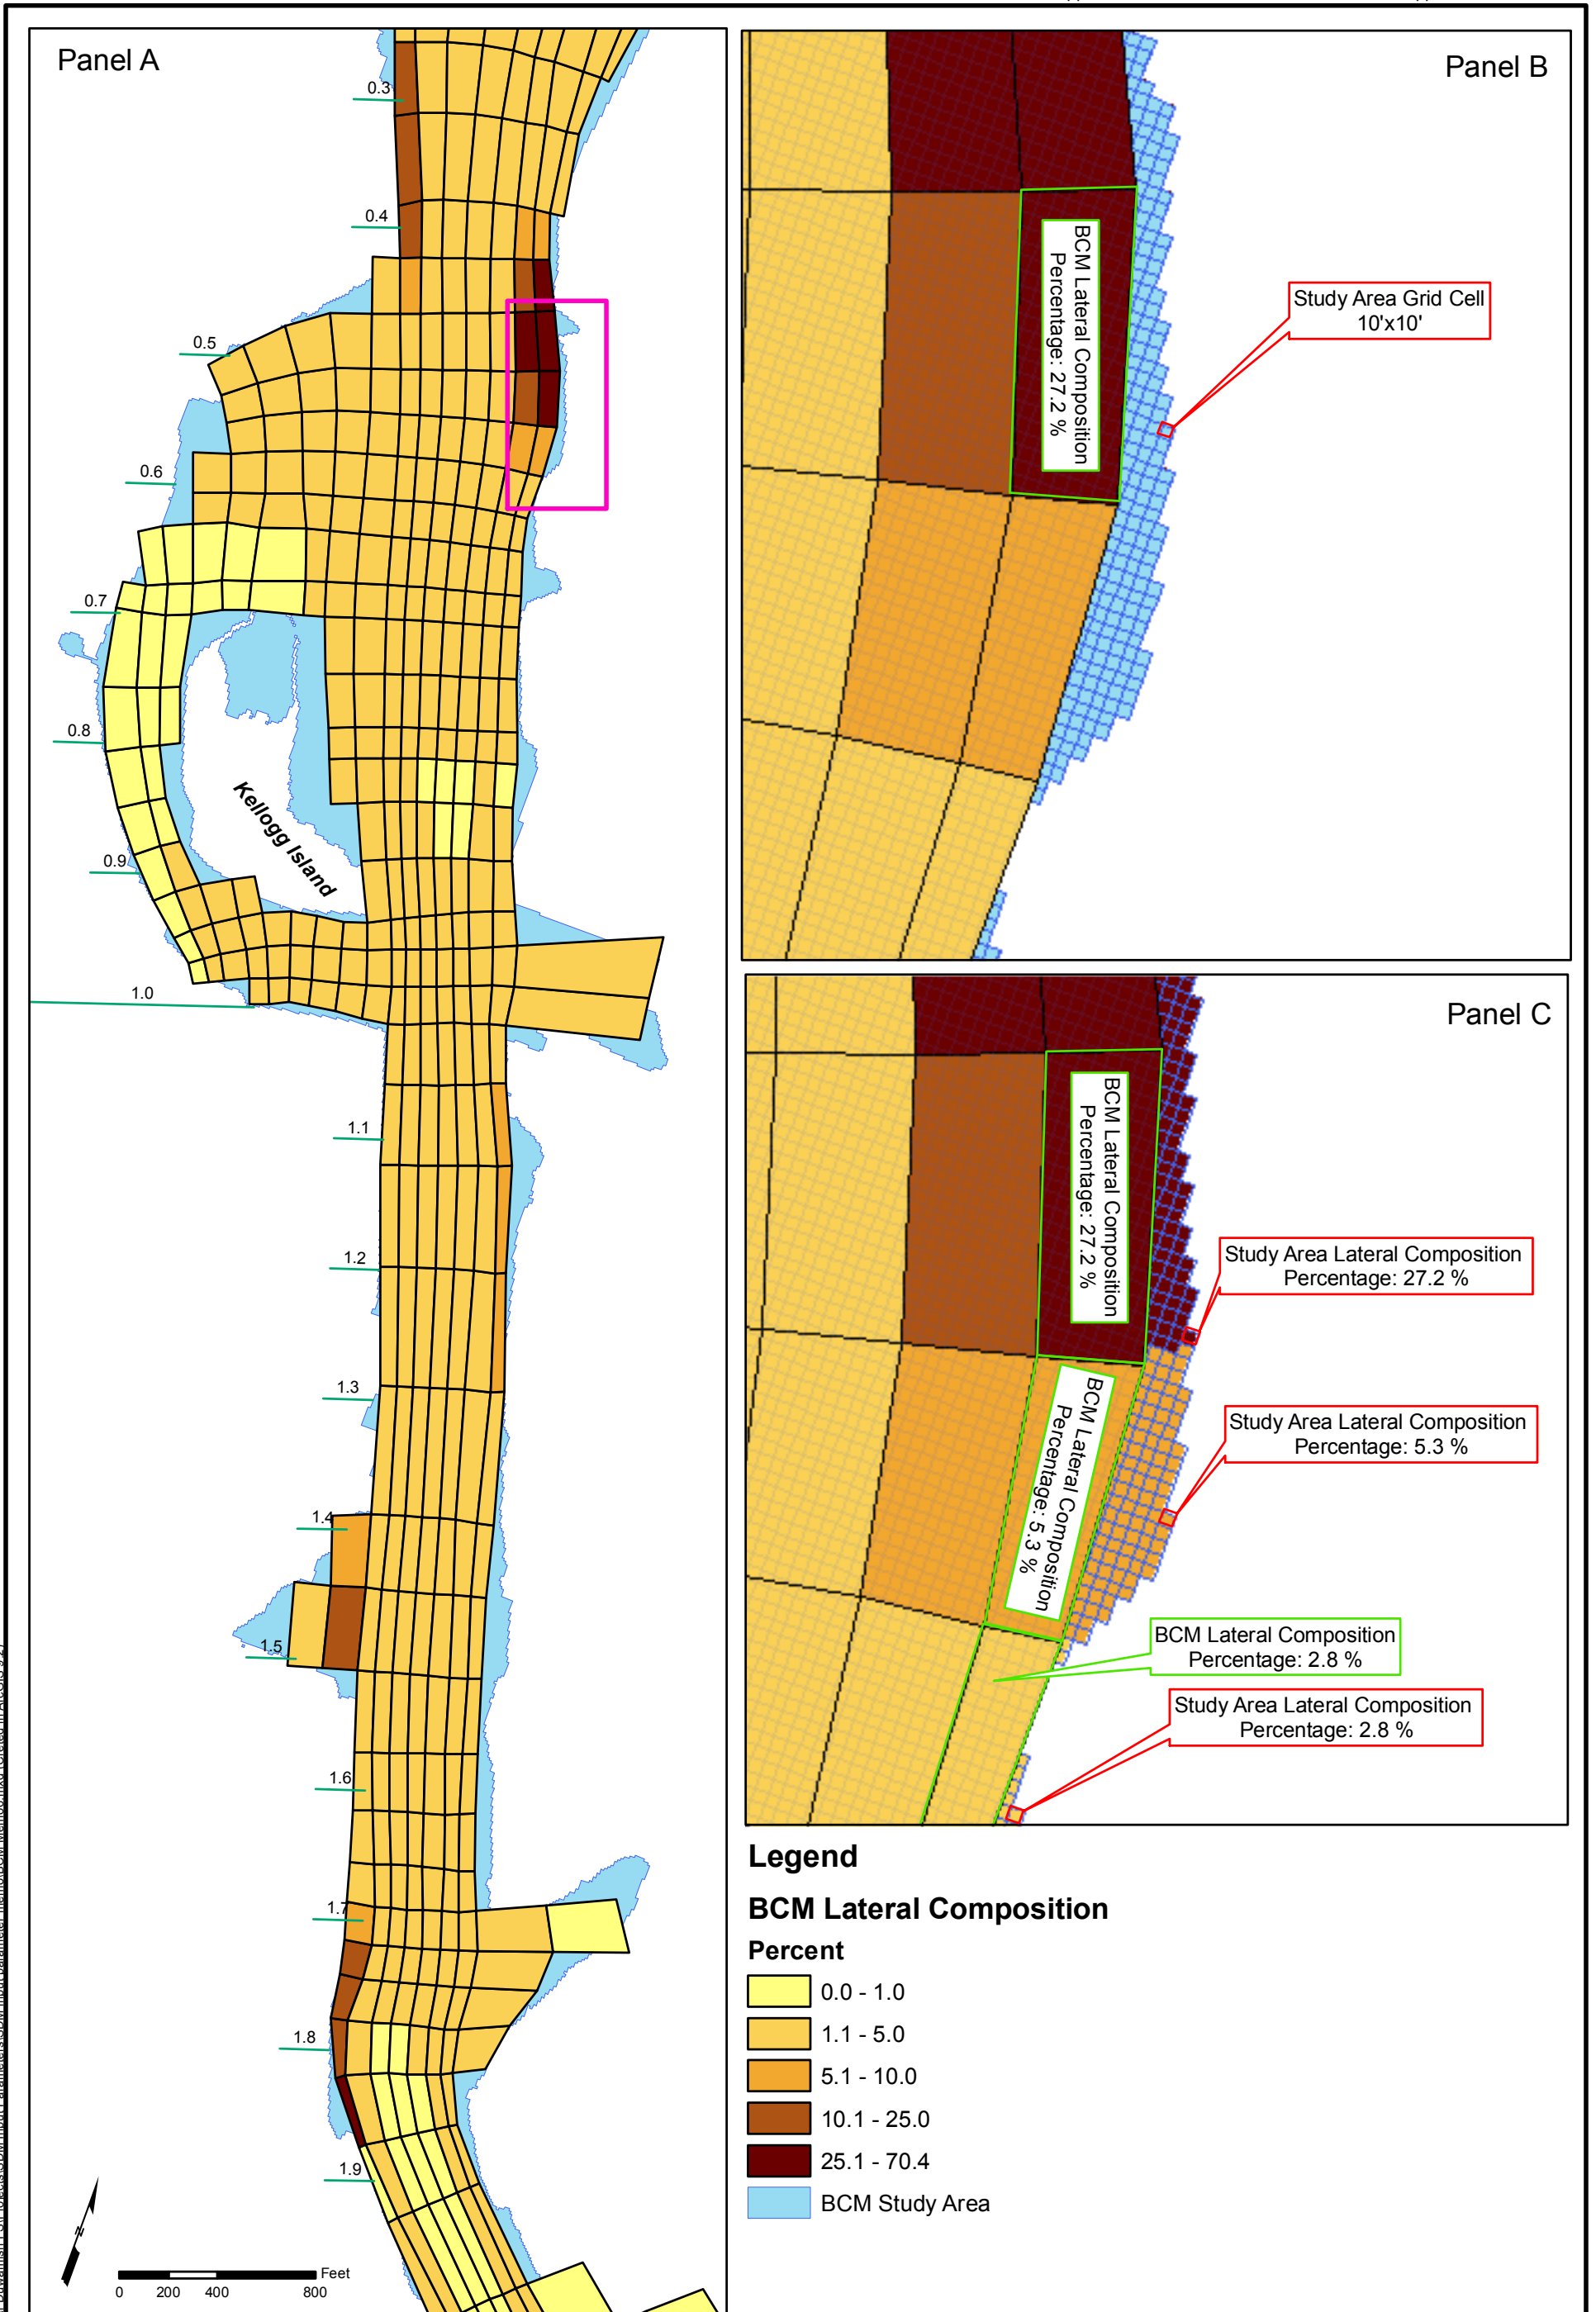 Panel A
0.3
0.4
0.5
0.6
0.7
0.8
0.9
1.0
1.1
1.2
1.3
1.4
1.5
1.6
1.7
1.8
1.9
Kellogg Island
N
0 200 400 800
Feet
Panel B
BCM Lateral Composition
Percentage: 27.2 %
Study Area Grid Cell
10'x10'
Panel C
BCM Lateral Composition
Percentage: 27.2 %
Study Area Lateral Composition
Percentage: 27.2 %
BCM Lateral Composition
Percentage: 5.3 %
Study Area Lateral Composition
Percentage: 5.3 %
BCM Lateral Composition
Percentage: 2.8 %
Study Area Lateral Composition
Percentage: 2.8 %
Legend
BCM Lateral Composition
Percent
0.0 - 1.0
1.1 - 5.0
5.1 - 10.0
10.1 - 25.0
25.1 - 70.4
BCM Study Area